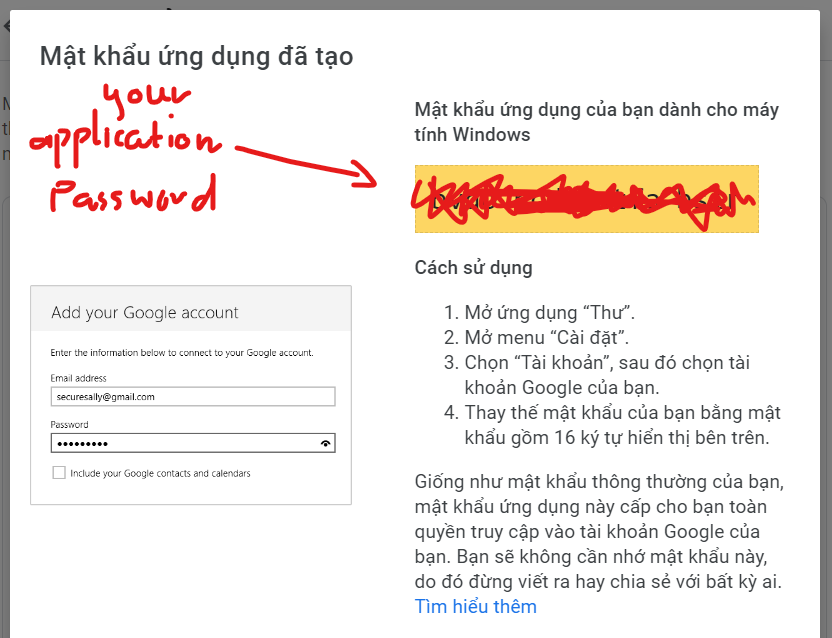 Mật khẩu ứng dụng đã tạo
your
application
Password
Mật khẩu ứng dụng của bạn dành cho máy
tính Windows
Cách sử dụng
1. Mở ứng dụng “Thư”.
2. Mở menu “Cài đặt”.
3. Chọn “Tài khoản”, sau đó chọn tài
khoản Google của bạn.
4. Thay thế mật khẩu của bạn bằng mật
khẩu gồm 16 ký tự hiển thị bên trên.
Giống như mật khẩu thông thường của bạn,
mật khẩu ứng dụng này cấp cho bạn toàn
quyền truy cập vào tài khoản Google của
bạn. Bạn sẽ không cần nhớ mật khẩu này,
do đó đừng viết ra hay chia sẻ với bất kỳ ai.
Tìm hiểu thêm
Add your Google account
Enter the information below to connect to your Google account.
Email address
securesally@gmail.com
Password
•••••••••
Include your Google contacts and calendars